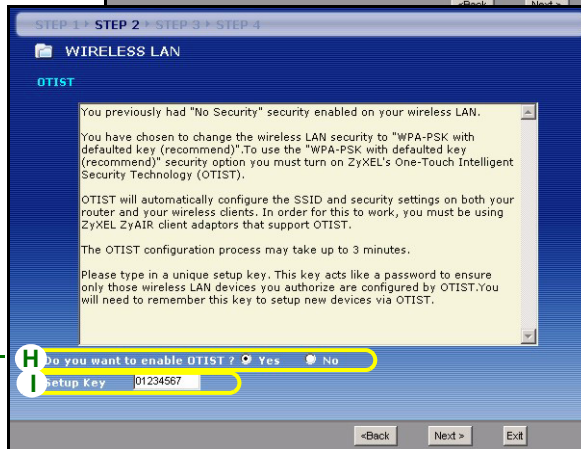 <Back Next >
STEP 1 › STEP 2 › STEP 3 › STEP 4
WIRELESS LAN
OTIST
You previously had "No Security" security enabled on your wireless LAN.
You have chosen to change the wireless LAN security to "WPA-PSK with
defaulted key (recommend)".To use the "WPA-PSK with defaulted key
(recommend)" security option you must turn on ZyXEL's One-Touch Intelligent
Security Technology (OTIST).
OTIST will automatically configure the SSID and security settings on both your
router and your wireless clients. In order for this to work, you must be using
ZyXEL ZyAIR client adaptors that support OTIST.
The OTIST configuration process may take up to 3 minutes.
Please type in a unique setup key. This key acts like a password to ensure
only those wireless LAN devices you authorize are configured by OTIST.You
will need to remember this key to setup new devices via OTIST.
H Do you want to enable OTIST ? Yes No
I Setup Key 01234567
<Back Next > Exit